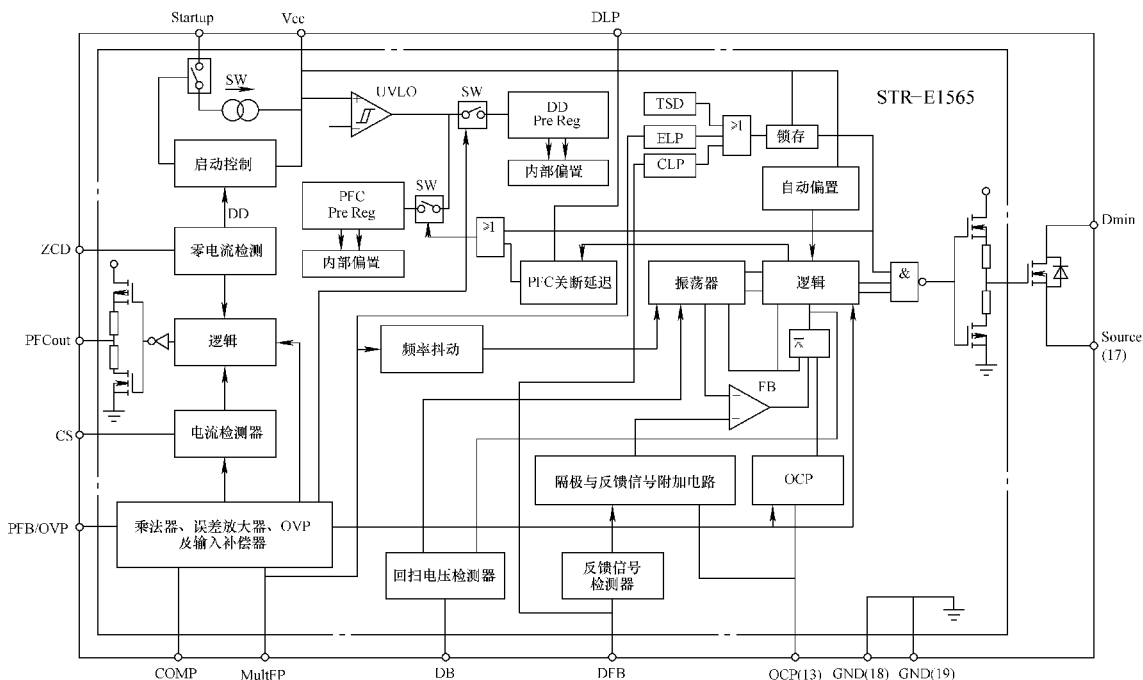 Startup
Vcc
DLP
STR-E1565
SW
UVLO
SW
DD
Pre Reg
内部偏置
TSD
ELP
CLP
≥1
锁存
启动控制
DD
PFC
Pre Reg
内部偏置
SW
≥1
PFC关断延迟
自动偏置
ZCD
零电流检测
振荡器
逻辑
&
Dmin
PFCout
逻辑
频率抖动
Source
(17)
CS
电流检测器
FB
隔极与反馈信号附加电路
OCP
PFB/OVP
乘法器、误差放大器、OVP
及输入补偿器
回扫电压检测器
反馈信号
检测器
COMP
MultFP
DB
DFB
OCP(13)
GND(18)
GND(19)